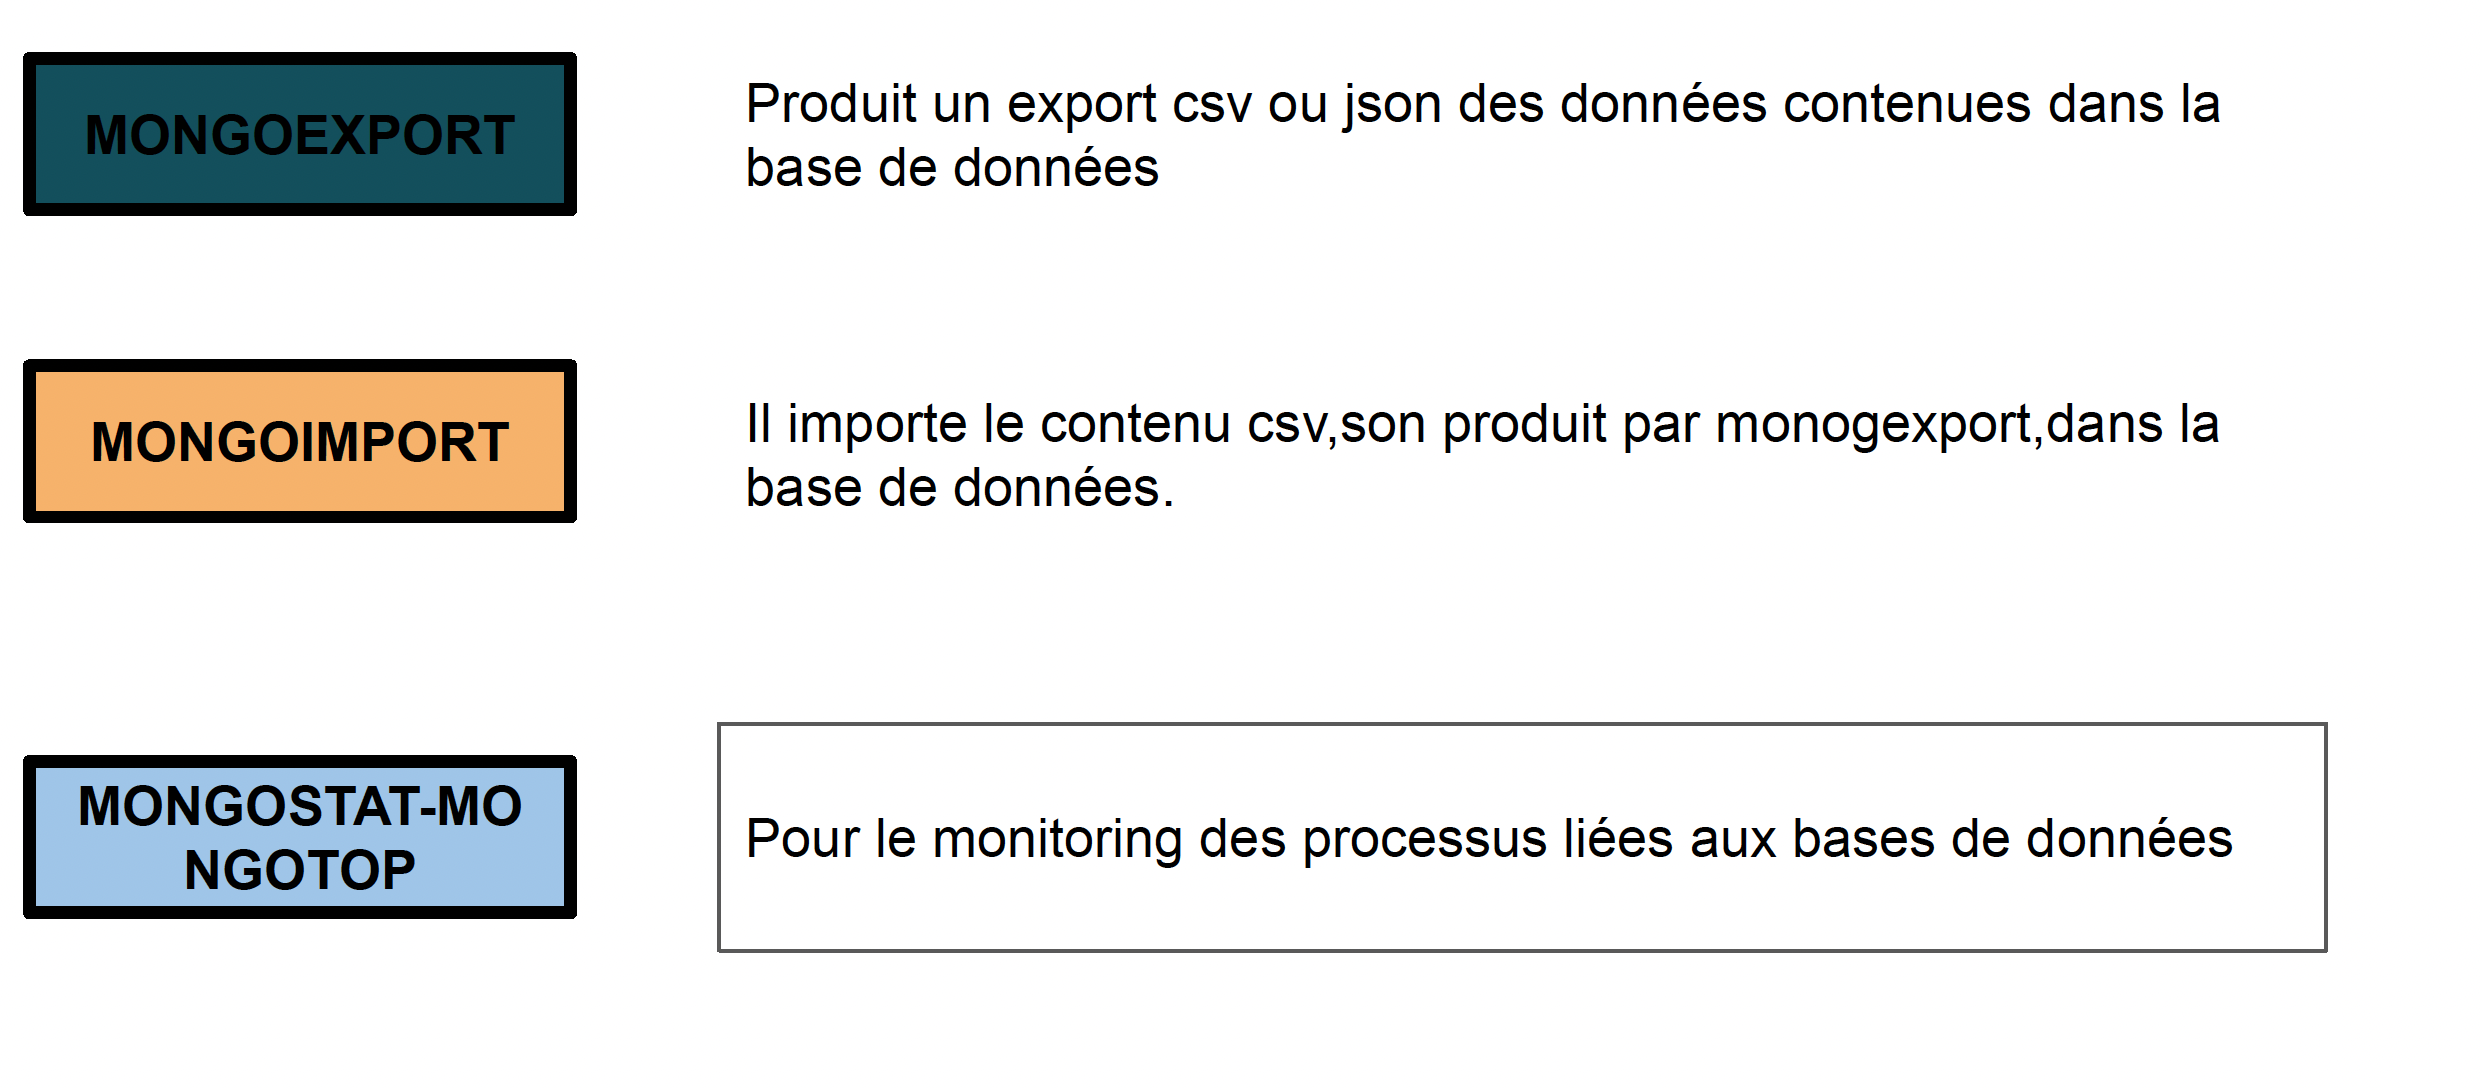 MONGOEXPORT
Produit un export csv ou json des données contenues dans la
base de données
MONGOIMPORT
Il importe le contenu csv,son produit par monogexport,dans la
base de données.
MONGOSTAT-MO
NGOTOP
Pour le monitoring des processus liées aux bases de données